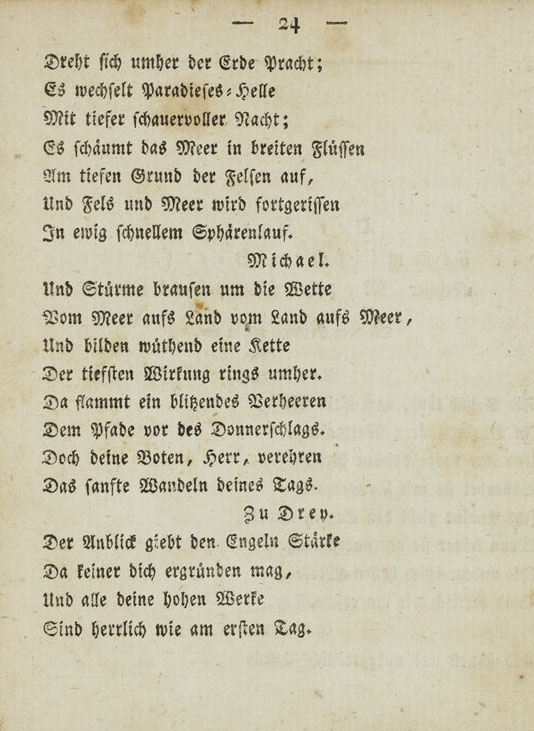 — 24 —
Dreht sich umher der Erde Pracht;
Es wechselt Paradieses-Helle
Mit tiefer schauervoller Nacht;
Es schäumt das Meer in breiten Flüssen
Am tiefen Grund der Felsen auf,
Und Fels und Meer wird fortgerissen
In ewig schnellem Sphärenlauf.
Michael.
Und Stürme brausen um die Wette
Vom Meer aufs Land vom Land aufs Meer,
Und bilden wüthend eine Kette
Der tiefsten Wirkung rings umher.
Da flammt ein blitzendes Verheeren
Dem Pfade vor des Donnerschlags.
Doch deine Boten, Herr, verehren
Das sanfte Wandeln deines Tags.
Zu Drey.
Der Anblick giebt den Engeln Stärke
Da keiner dich ergründen mag,
Und alle deine hohen Werke
Sind herrlich wie am ersten Tag.